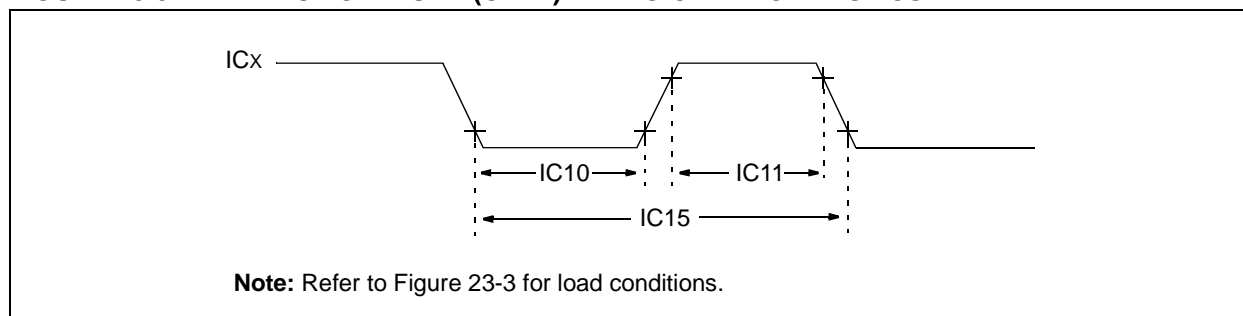 ICX
IC10
IC11
IC15
Note: Refer to Figure 23-3 for load conditions.